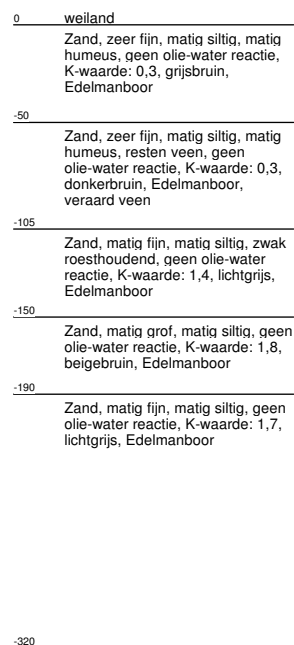 0 weiland
Zand, zeer fijn, matig siltig, matig
humeus, geen olie-water reactie,
K-waarde: 0,3, grijsbruin,
Edelmanboor
-50
Zand, zeer fijn, matig siltig, matig
humeus, resten veen, geen
olie-water reactie, K-waarde: 0,3,
donkerbruin, Edelmanboor,
veraard veen
-105
Zand, matig fijn, matig siltig, zwak
roesthoudend, geen olie-water
reactie, K-waarde: 1,4, lichtgrijs,
Edelmanboor
-150
Zand, matig grof, matig siltig, geen
olie-water reactie, K-waarde: 1,8,
beigebruin, Edelmanboor
-190
Zand, matig fijn, matig siltig, geen
olie-water reactie, K-waarde: 1,7,
lichtgrijs, Edelmanboor
-320